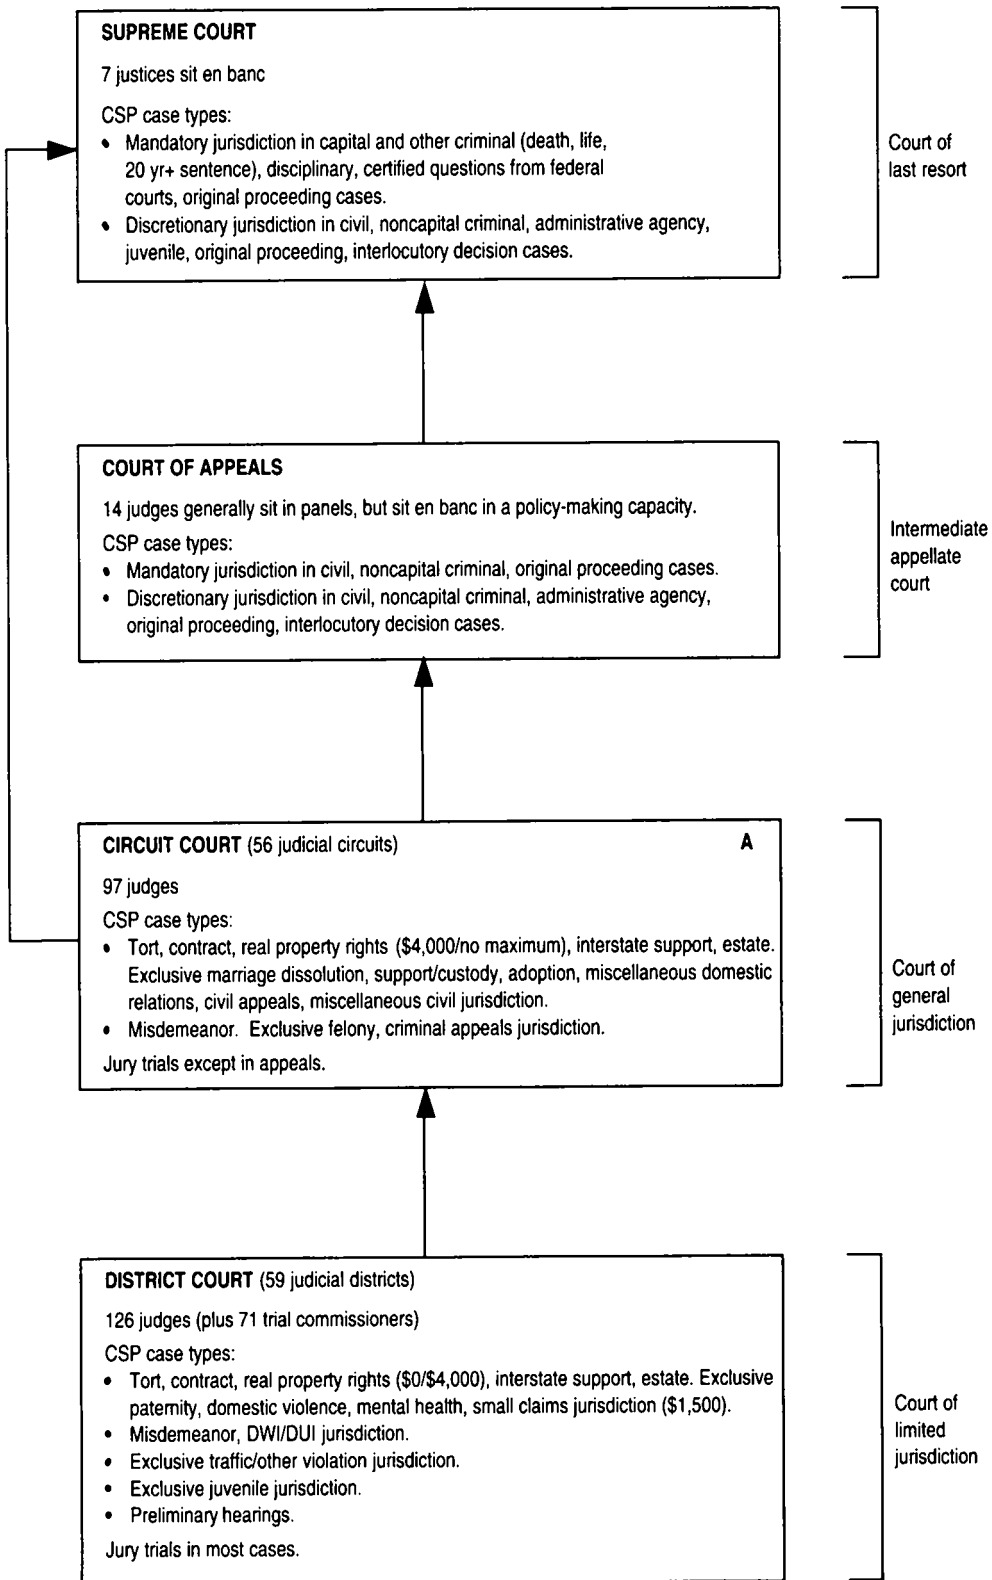 SUPREME COURT
7 justices sit en banc
CSP case types:
• Mandatory jurisdiction in capital and other criminal (death, life,
20 yr+ sentence), disciplinary, certified questions from federal
courts, original proceeding cases.
• Discretionary jurisdiction in civil, noncapital criminal, administrative agency,
juvenile, original proceeding, interlocutory decision cases.
Court of
last resort
COURT OF APPEALS
14 judges generally sit in panels, but sit en banc in a policy-making capacity.
CSP case types:
• Mandatory jurisdiction in civil, noncapital criminal, original proceeding cases.
• Discretionary jurisdiction in civil, noncapital criminal, administrative agency,
original proceeding, interlocutory decision cases.
Intermediate
appellate
court
CIRCUIT COURT (56 judicial circuits) A
97 judges
CSP case types:
• Tort, contract, real property rights ($4,000/no maximum), interstate support, estate.
Exclusive marriage dissolution, support/custody, adoption, miscellaneous domestic
relations, civil appeals, miscellaneous civil jurisdiction.
• Misdemeanor. Exclusive felony, criminal appeals jurisdiction.
Jury trials except in appeals.
Court of
general
jurisdiction
DISTRICT COURT (59 judicial districts)
126 judges (plus 71 trial commissioners)
CSP case types:
• Tort, contract, real property rights ($0/$4,000), interstate support, estate. Exclusive
paternity, domestic violence, mental health, small claims jurisdiction ($1,500).
• Misdemeanor, DWI/DUI jurisdiction.
• Exclusive traffic/other violation jurisdiction.
• Exclusive juvenile jurisdiction.
• Preliminary hearings.
Jury trials in most cases.
Court of
limited
jurisdiction